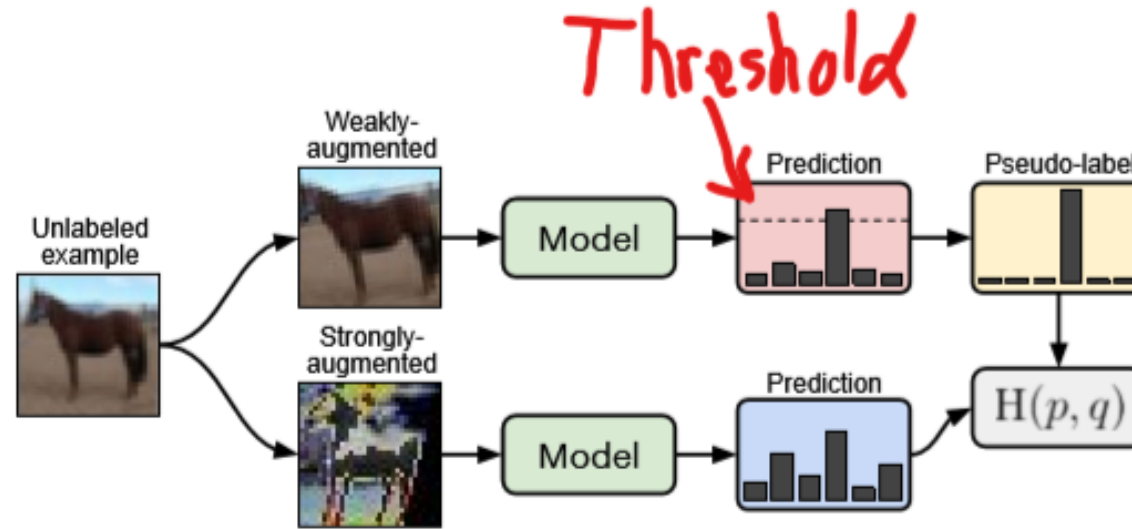 Threshold
Weakly-
augmented
Prediction
Pseudo-label
Unlabeled
example
Model
Strongly-
augmented
Prediction
Model
H(p, q)